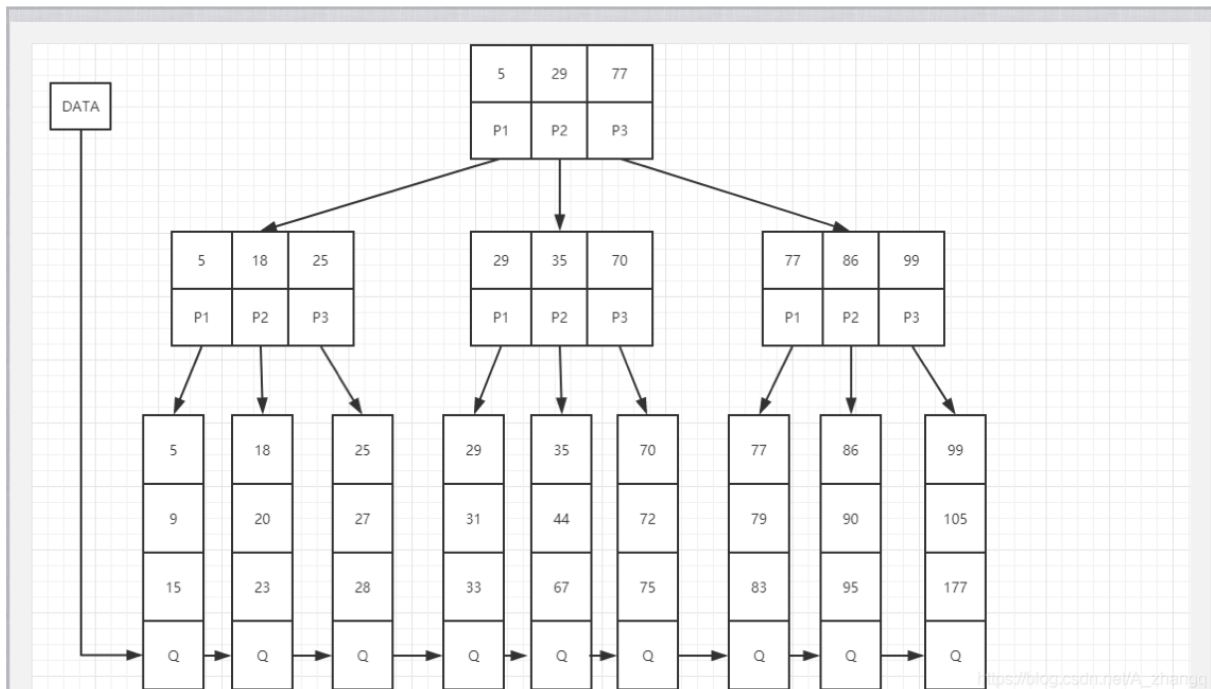 5 29 77
DATA
P1 P2 P3
5 18 25 29 35 70 77 86 99
P1 P2 P3 P1 P2 P3 P1 P2 P3
5 18 25 29 35 70 77 86 99
9 20 27 31 44 72 79 90 105
15 23 28 33 67 75 83 95 177
Q Q Q Q Q Q Q Q Q
https://blog.csdn.net/A_zhangq